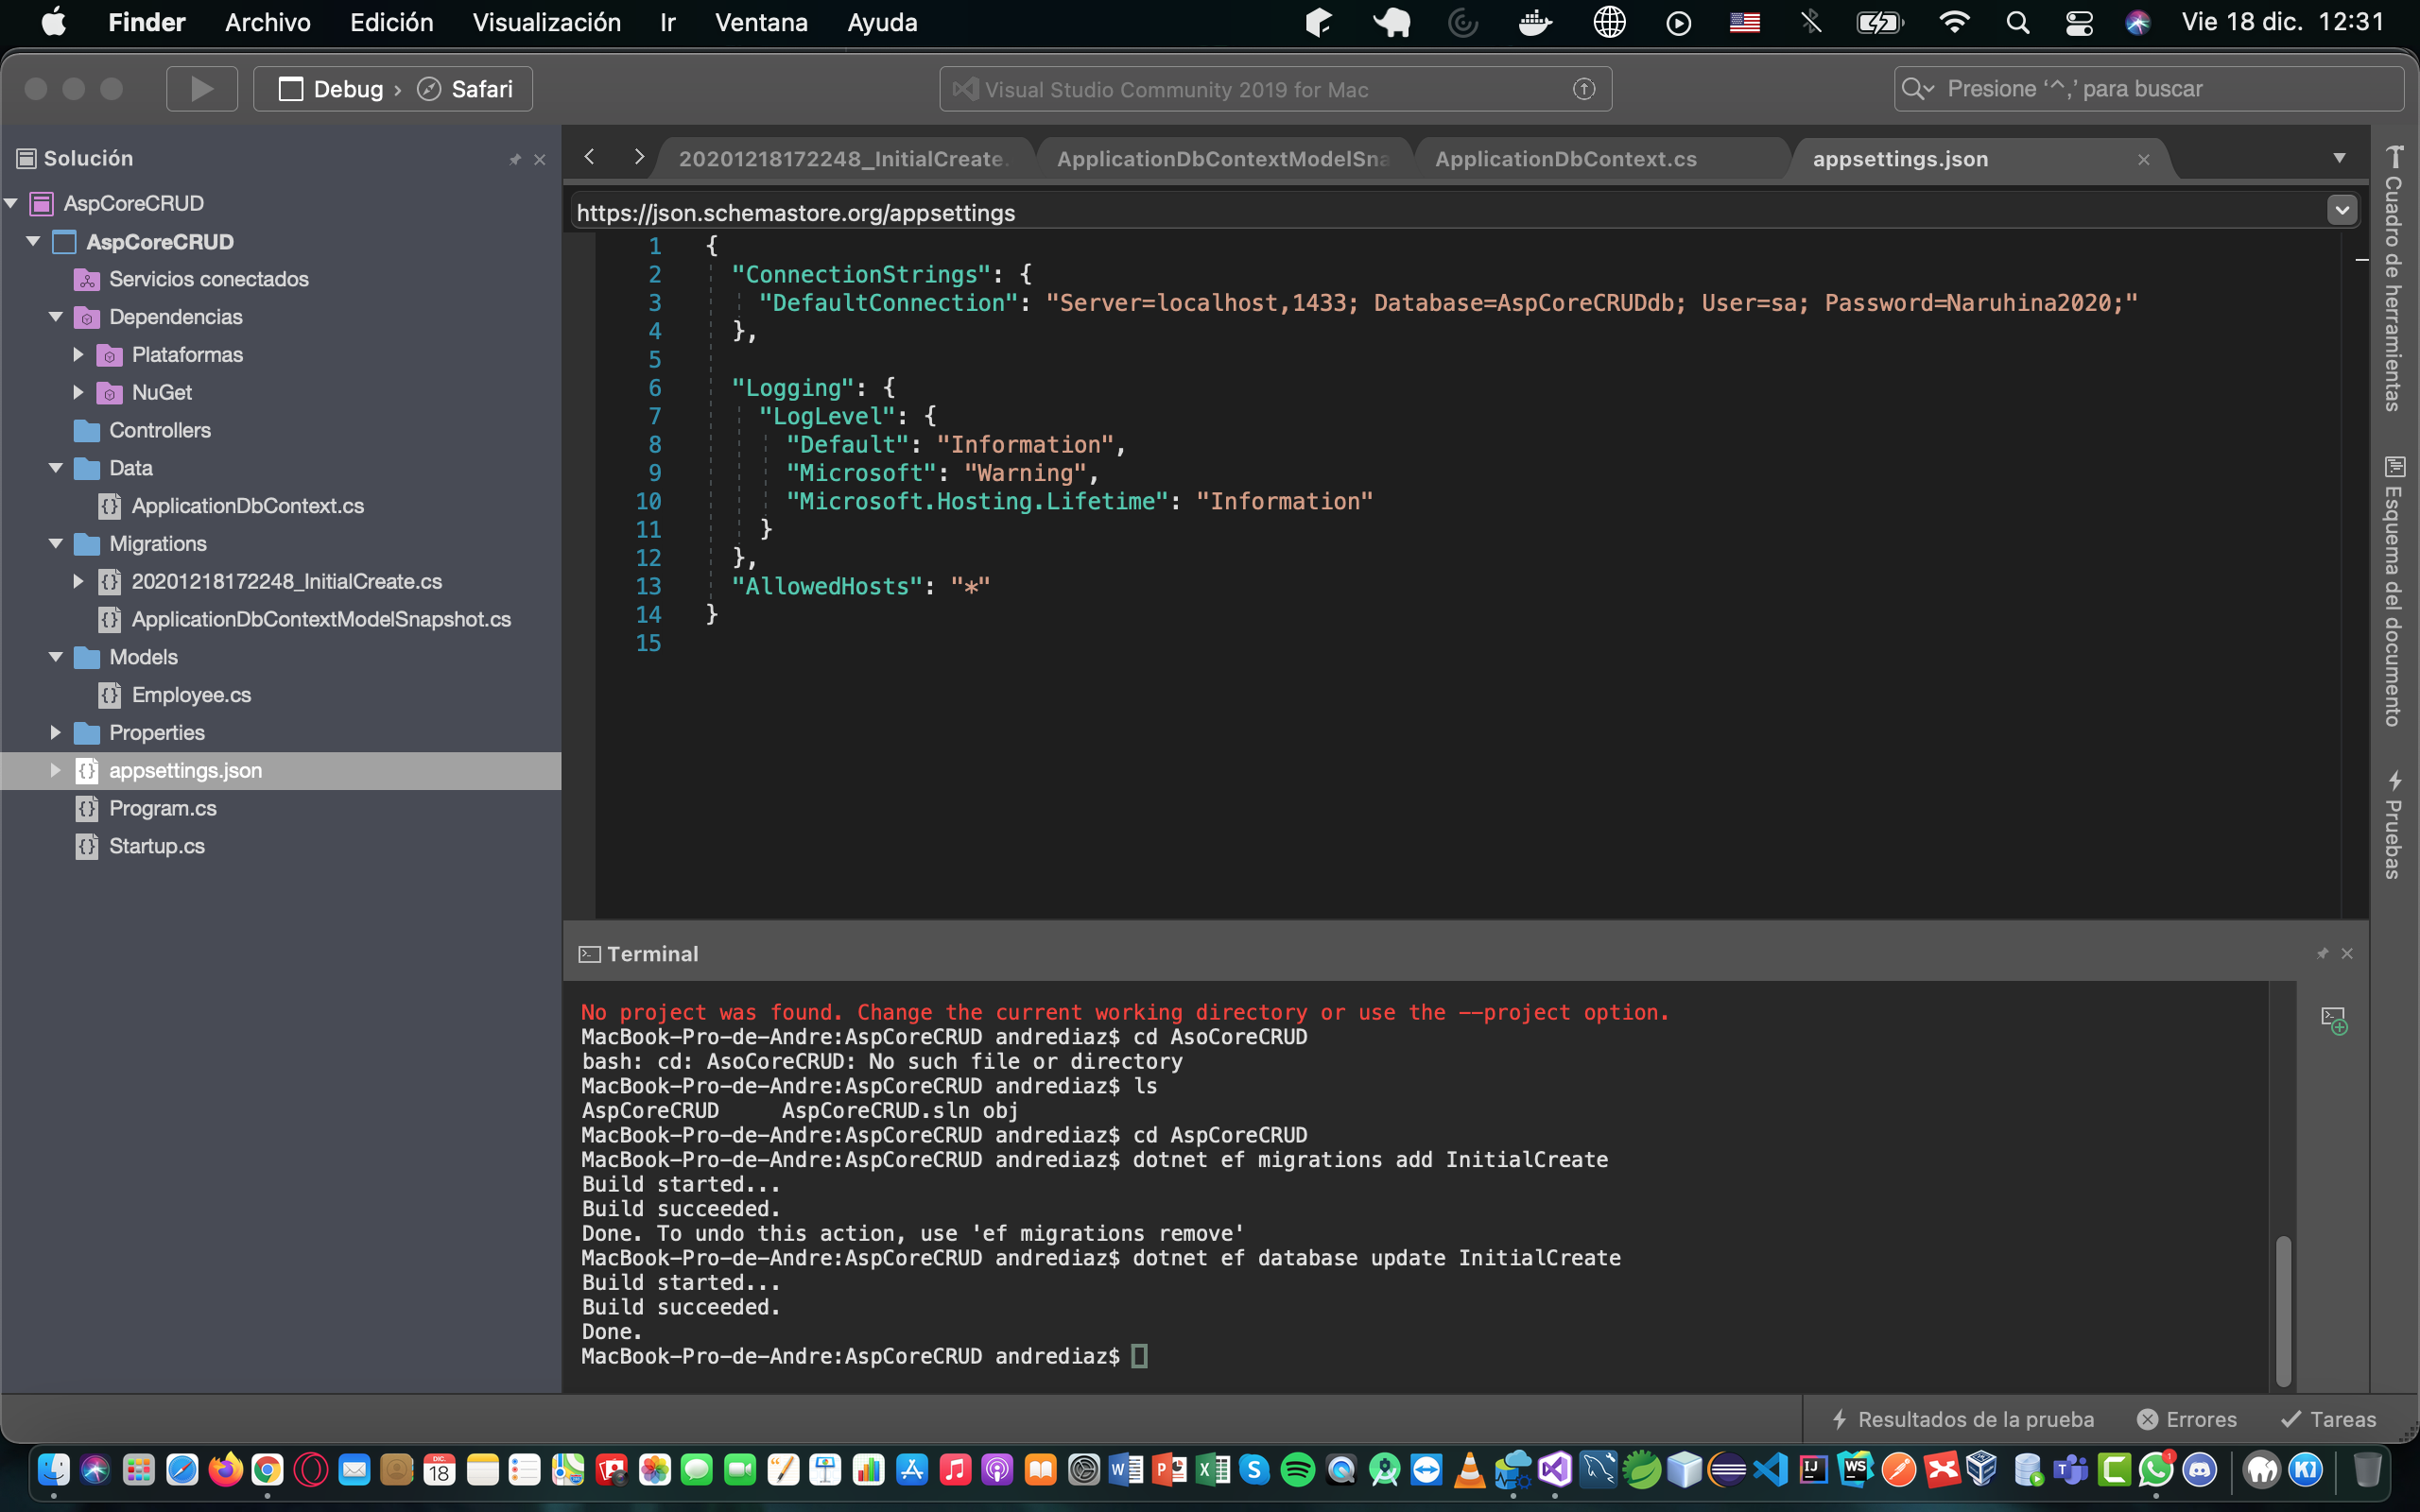 Finder Archivo Edición Visualización Ir Ventana Ayuda Vie 18 dic. 12:31
Debug › Safari Visual Studio Community 2019 for Mac Presione ‘^,’ para buscar
Solución
AspCoreCRUD
AspCoreCRUD
Servicios conectados
Dependencias
Plataformas
NuGet
Controllers
Data
ApplicationDbContext.cs
Migrations
20201218172248_InitialCreate.cs
ApplicationDbContextModelSnapshot.cs
Models
Employee.cs
Properties
appsettings.json
Program.cs
Startup.cs
20201218172248_InitialCreate. ApplicationDbContextModelSna ApplicationDbContext.cs appsettings.json
https://json.schemastore.org/appsettings
1 {
2 "ConnectionStrings": {
3 "DefaultConnection": "Server=localhost,1433; Database=AspCoreCRUDdb; User=sa; Password=Naruhina2020;"
4 },
5
6 "Logging": {
7 "LogLevel": {
8 "Default": "Information",
9 "Microsoft": "Warning",
10 "Microsoft.Hosting.Lifetime": "Information"
11 }
12 },
13 "AllowedHosts": "*"
14 }
15
Cuadro de herramientas
Esquema del documento
Pruebas
Terminal
No project was found. Change the current working directory or use the --project option.
MacBook-Pro-de-Andre:AspCoreCRUD andrediaz$ cd AsoCoreCRUD
bash: cd: AsoCoreCRUD: No such file or directory
MacBook-Pro-de-Andre:AspCoreCRUD andrediaz$ ls
AspCoreCRUD AspCoreCRUD.sln obj
MacBook-Pro-de-Andre:AspCoreCRUD andrediaz$ cd AspCoreCRUD
MacBook-Pro-de-Andre:AspCoreCRUD andrediaz$ dotnet ef migrations add InitialCreate
Build started...
Build succeeded.
Done. To undo this action, use 'ef migrations remove'
MacBook-Pro-de-Andre:AspCoreCRUD andrediaz$ dotnet ef database update InitialCreate
Build started...
Build succeeded.
Done.
MacBook-Pro-de-Andre:AspCoreCRUD andrediaz$
Resultados de la prueba Errores Tareas
DIC. 18 W P X S IJ WS T C 1 K